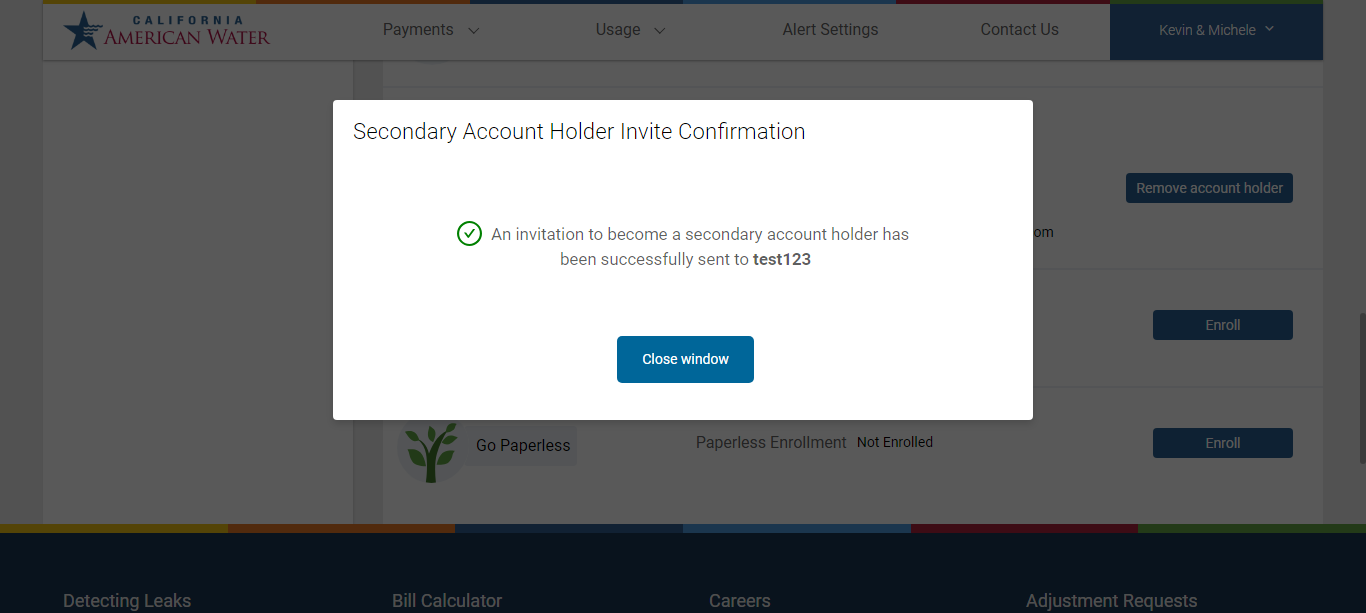 CALIFORNIA
AMERICAN WATER
Payments
Usage
Alert Settings
Contact Us
Kevin & Michele
Secondary Account Holder Invite Confirmation
Remove account holder
An invitation to become a secondary account holder has
om
been successfully sent to test123
Enroll
Close window
Go Paperless
Paperless Enrollment Not Enrolled
Enroll
Detecting Leaks
Bill Calculator
Careers
Adjustment Requests